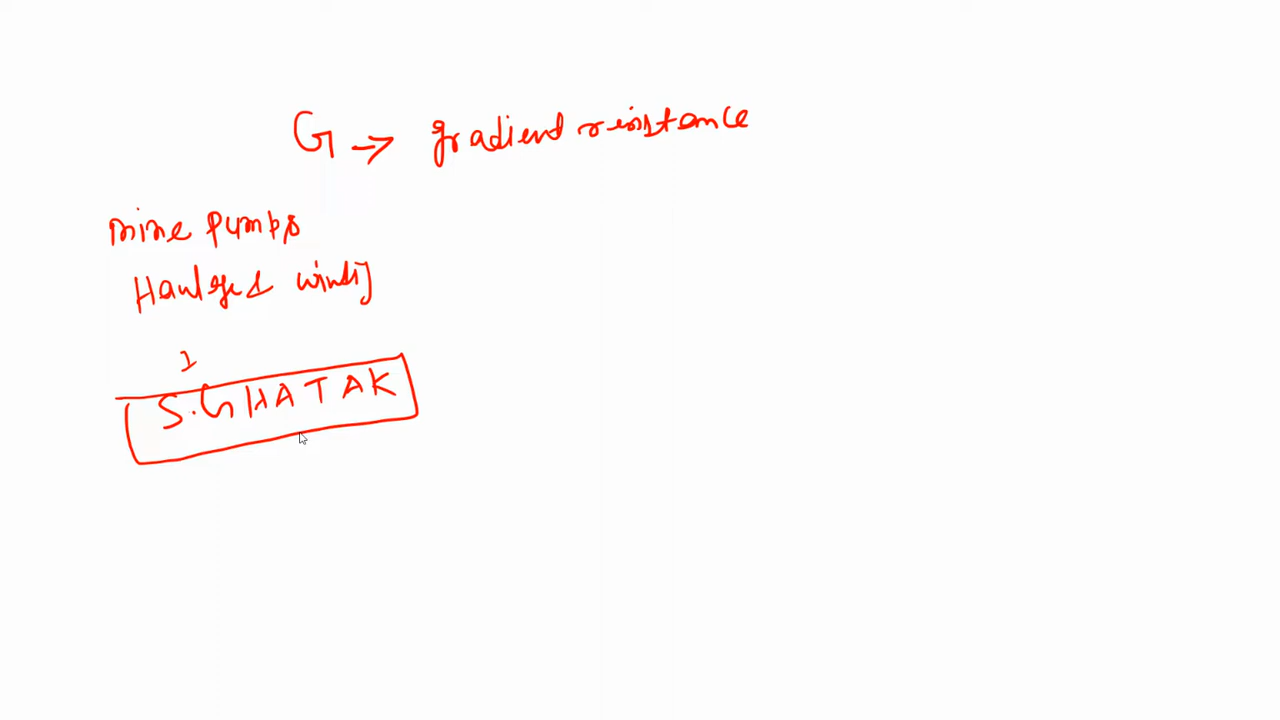 G → gradient resistance
mine pumps
Haulage & winding
1
S.GHATAK